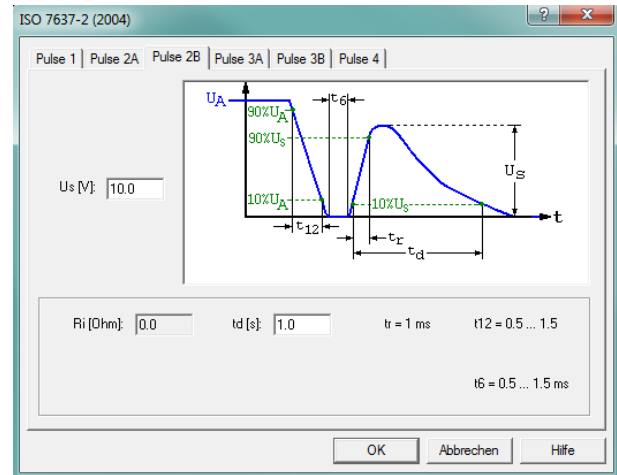 ISO 7637-2 (2004)
Pulse 1
Pulse 2A
Pulse 2B
Pulse 3A
Pulse 3B
Pulse 4
UA
t6
90%UA
90%Us
Us [V]: 10.0
US
10%UA
10%Us
t
t12
tr
td
Ri [Ohm]: 0.0
td [s]: 1.0
tr = 1 ms
t12 = 0.5 ... 1.5
t6 = 0.5 ... 1.5 ms
OK
Abbrechen
Hilfe